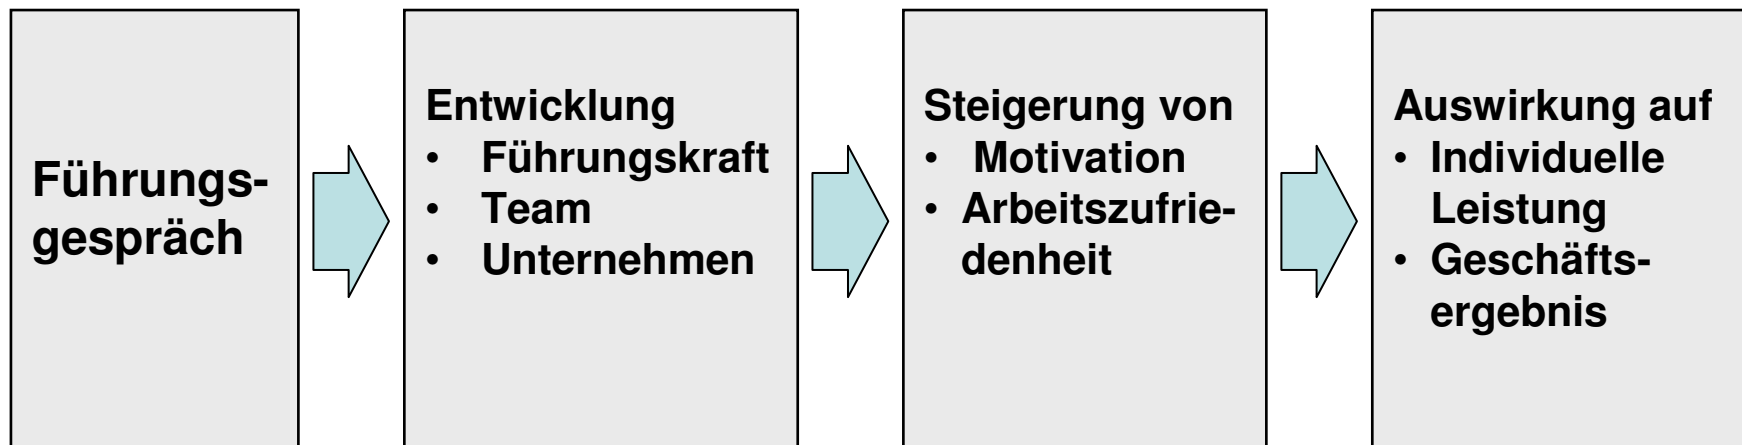 Führungs-
gespräch
Entwicklung
• Führungskraft
• Team
• Unternehmen
Steigerung von
• Motivation
• Arbeitszufrie-
denheit
Auswirkung auf
• Individuelle
Leistung
• Geschäfts-
ergebnis